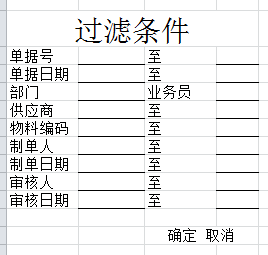 过滤条件
单据号 至
单据日期 至
部门 业务员
供应商 至
物料编码 至
制单人 至
制单日期 至
审核人 至
审核日期 至
确定 取消